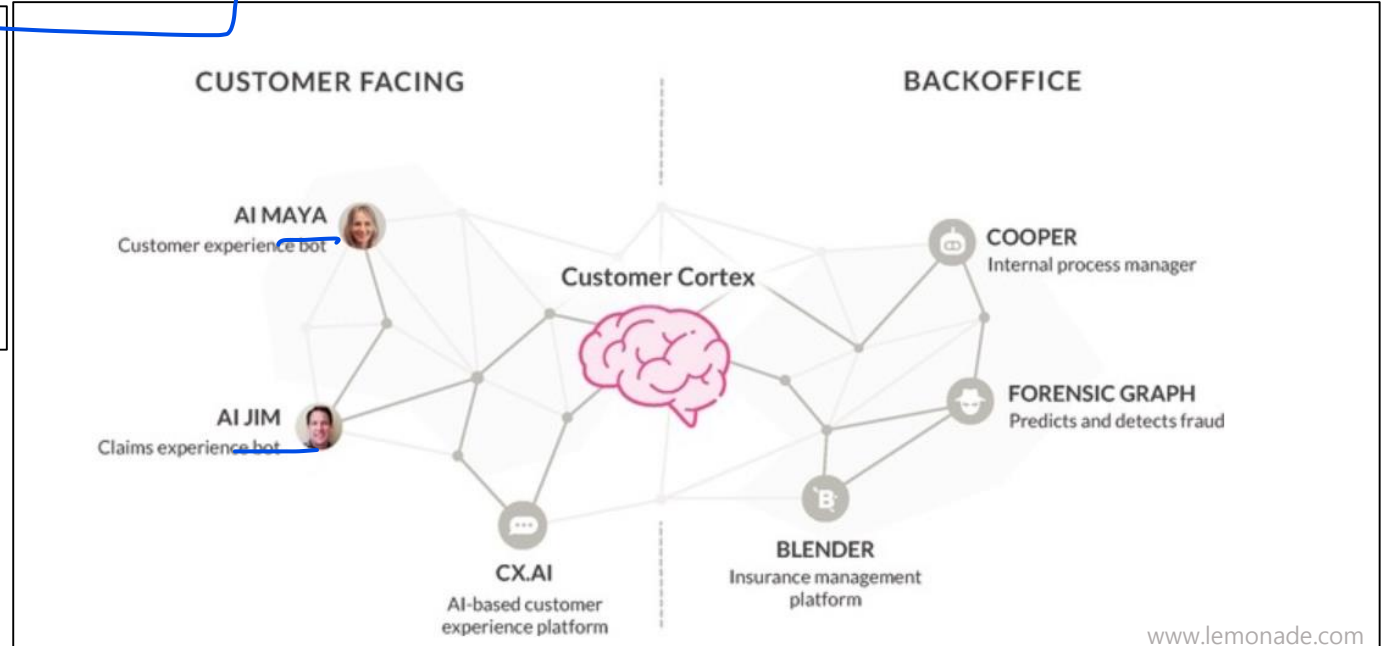 CUSTOMER FACING
BACKOFFICE
AI MAYA
Customer experience bot
COOPER
Internal process manager
Customer Cortex
AI JIM
Claims experience bot
FORENSIC GRAPH
Predicts and detects fraud
CX.AI
AI-based customer
experience platform
B
BLENDER
Insurance management
platform
www.lemonade.com